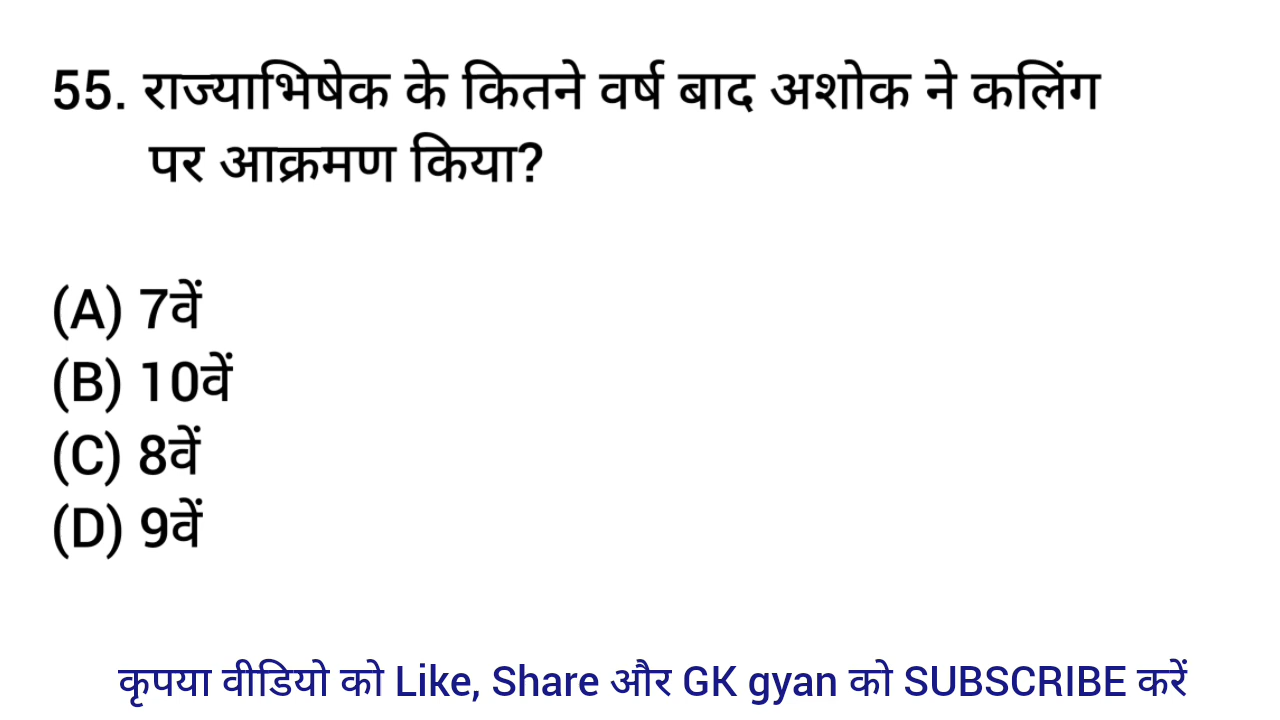 55. राज्याभिषेक के कितने वर्ष बाद अशोक ने कलिंग
पर आक्रमण किया?
(A) 7वें
(B) 10वें
(C) 8वें
(D) 9वें
कृपया वीडियो को Like, Share और GK gyan को SUBSCRIBE करें